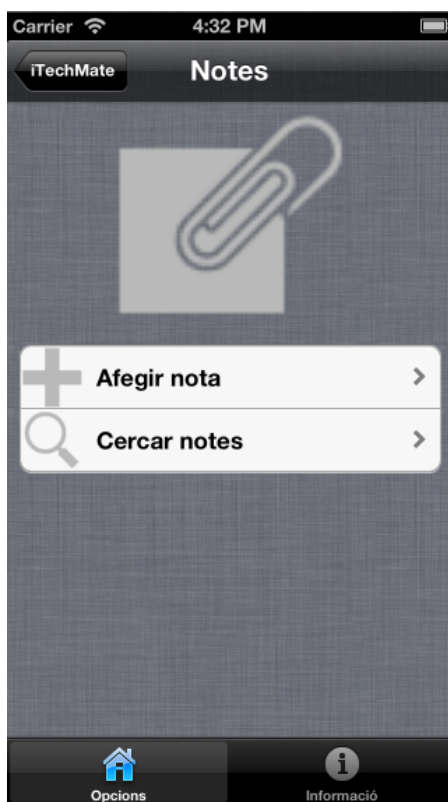 Carrier 4:32 PM
iTechMate Notes
Afegir nota
Cercar notes
Opcions Informació